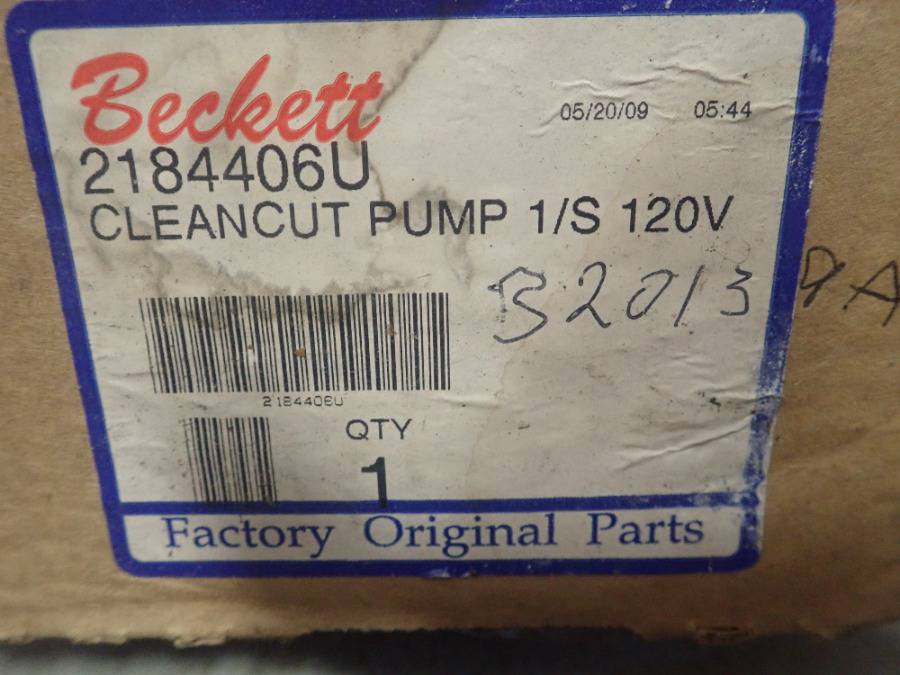 Beckett
05/20/09 05:44
2184406U
CLEANCUT PUMP 1/S 120V
B2013
2184406U
QTY
1
Factory Original Parts